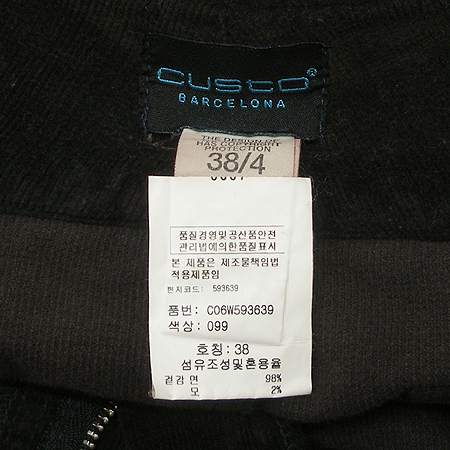 CUSTO®
BARCELONA
THE DESIGN OF
HAS COPYRIGHT
PROTECTION
38/4
품질경영및공산품안전
관리법에의한품질표시
본 제품은 제조물책임법
적용제품임
현지코드: 593639
품번: C06W593639
색상: 099
호칭: 38
섬유조성및혼용율
겉감 면 98%
모 2%